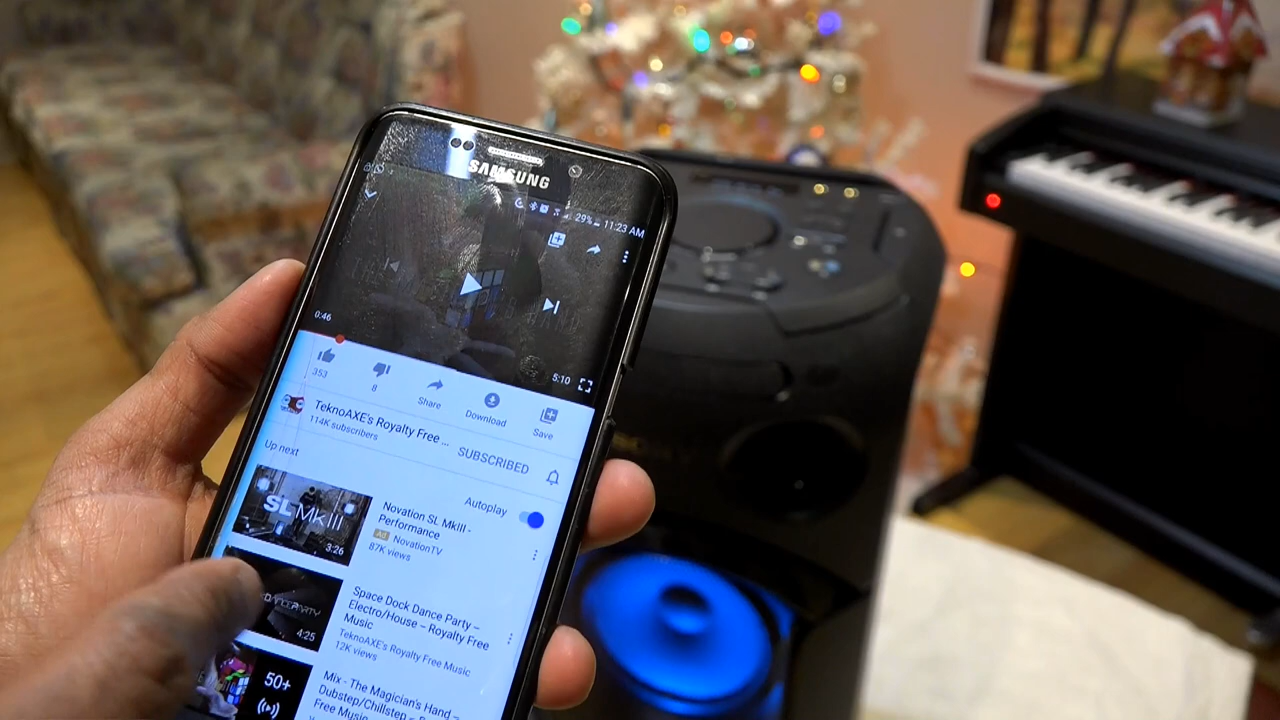 SAMSUNG
29% 11:23 AM
0:46
5:10
353
8
Share
Download
Save
TeknoAXE's Royalty Free ...
114K subscribers
SUBSCRIBED
Up next
Autoplay
SL MkIII
3:26
Novation SL MkIII -
Performance
Ad NovationTV
87K views
4:25
Space Dock Dance Party –
Electro/House – Royalty Free
Music
TeknoAXE's Royalty Free Music
12K views
50+
Mix - The Magician's Hand –
Dubstep/Chillstep –
Free Music